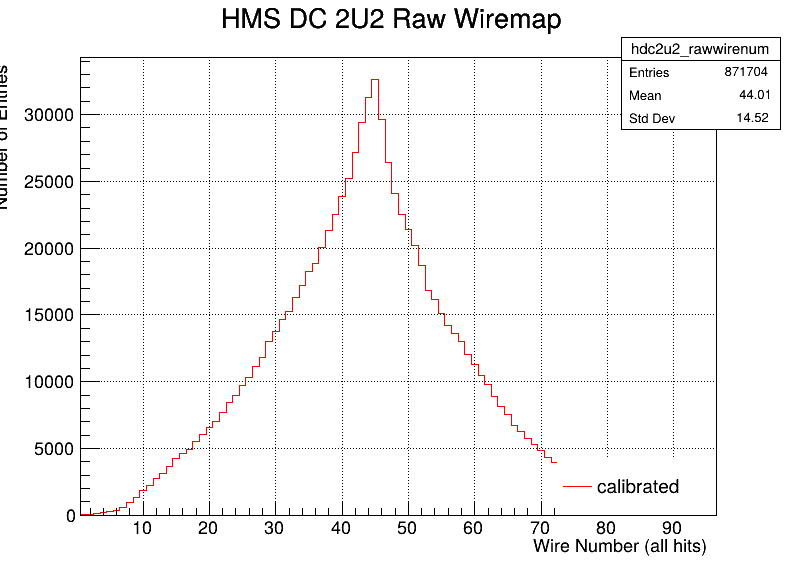 HMS DC 2U2 Raw Wiremap
hdc2u2_rawwirenum
Entries 871704
Mean 44.01
Std Dev 14.52
Number of Entries
30000
25000
20000
15000
10000
5000
0
10 20 30 40 50 60 70 80 90
calibrated
Wire Number (all hits)